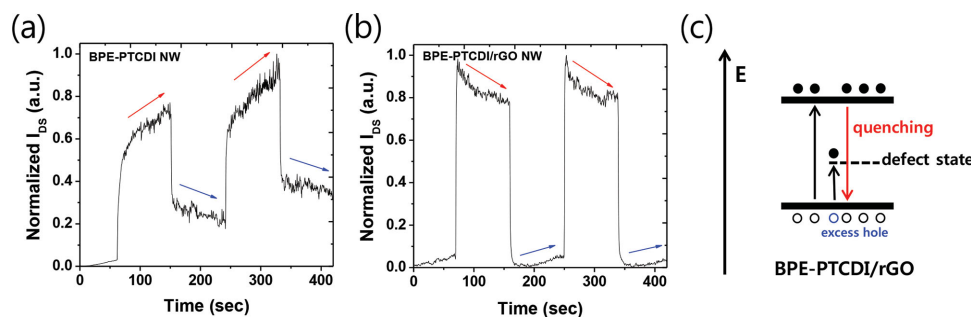 (a)
BPE-PTCDI NW
Normalized I_DS (a.u.)
1.0
0.8
0.6
0.4
0.2
0.0
0 100 200 300 400
Time (sec)
(b)
BPE-PTCDI/rGO NW
Normalized I_DS (a.u.)
1.0
0.8
0.6
0.4
0.2
0.0
0 100 200 300 400
Time (sec)
(c)
E
quenching
defect state
excess hole
BPE-PTCDI/rGO